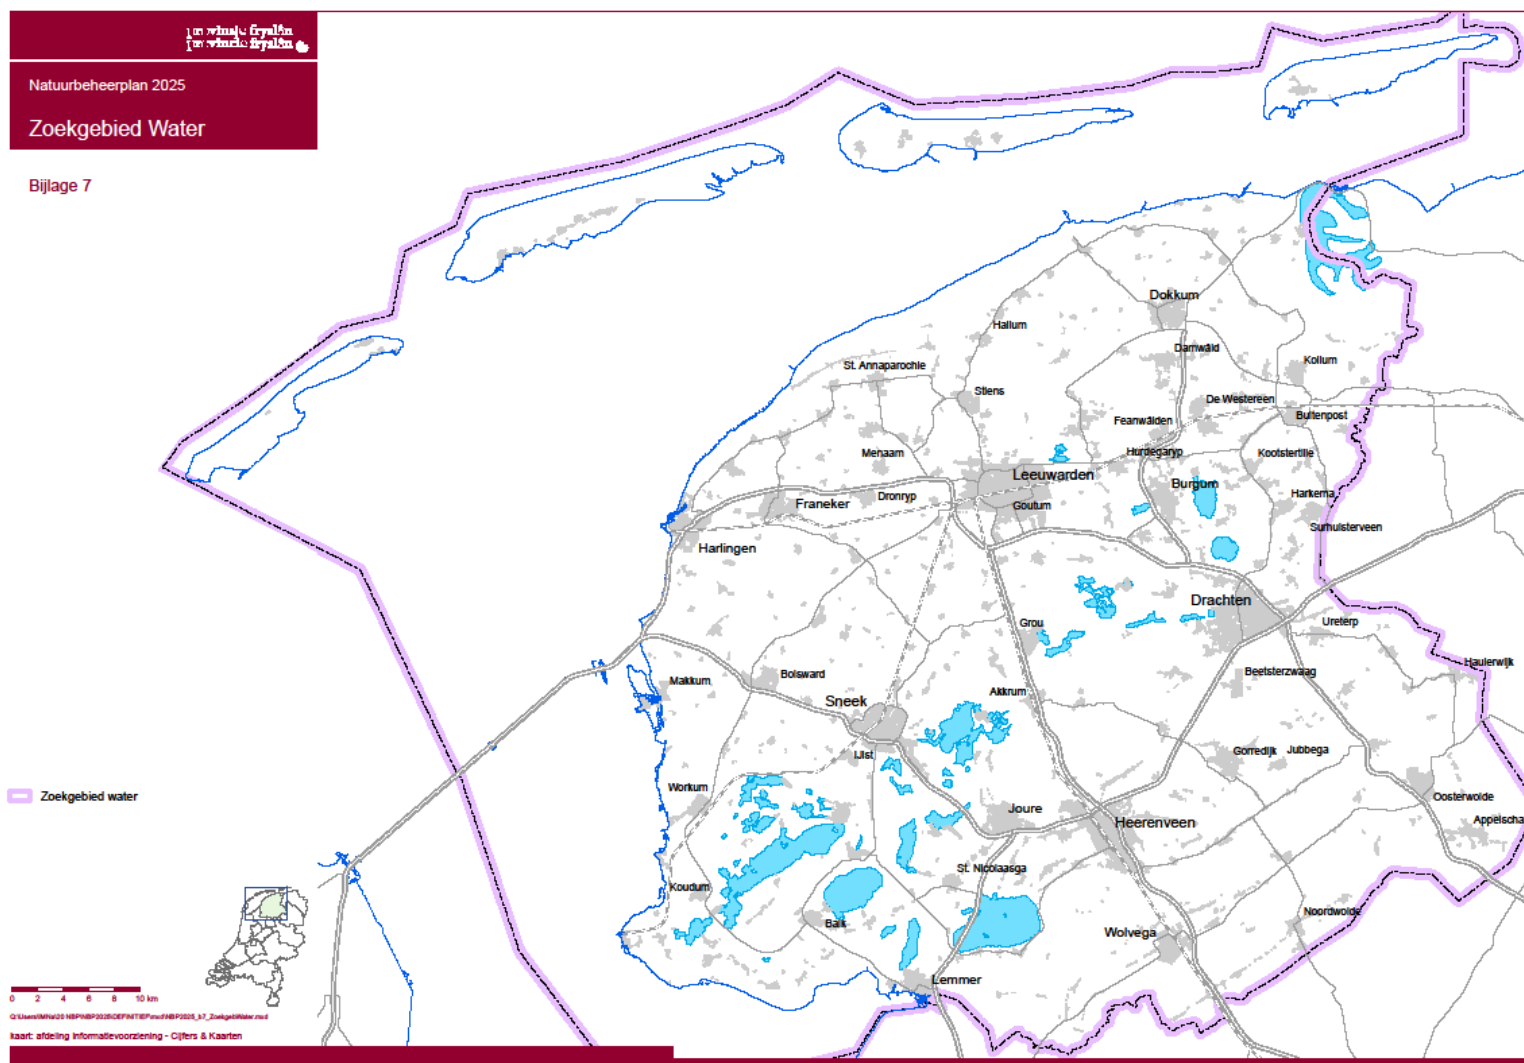 provinsje fryslân
provincie fryslân
Natuurbeheerplan 2025
Zoekgebied Water
Bijlage 7
Dokkum
Hallum
Damwâld
Kollum
St. Annaparochie
Stiens
De Westereen
Buitenpost
Feanwâlden
Menaam
Hurdegaryp
Kootstertille
Leeuwarden
Burgum
Harkema
Dronryp
Franeker
Goutum
Surhuisterveen
Harlingen
Drachten
Grou
Ureterp
Haulerwijk
Beetsterzwaag
Bolsward
Makkum
Akkrum
Sneek
IJlst
Gorredijk
Jubbega
Workum
Zoekgebied water
Oosterwolde
Joure
Heerenveen
Appelscha
St. Nicolaasga
Koudum
Noordwolde
Balk
Wolvega
Lemmer
0 2 4 6 8 10 km
kaart: afdeling Informatievoorziening - Cijfers & Kaarten